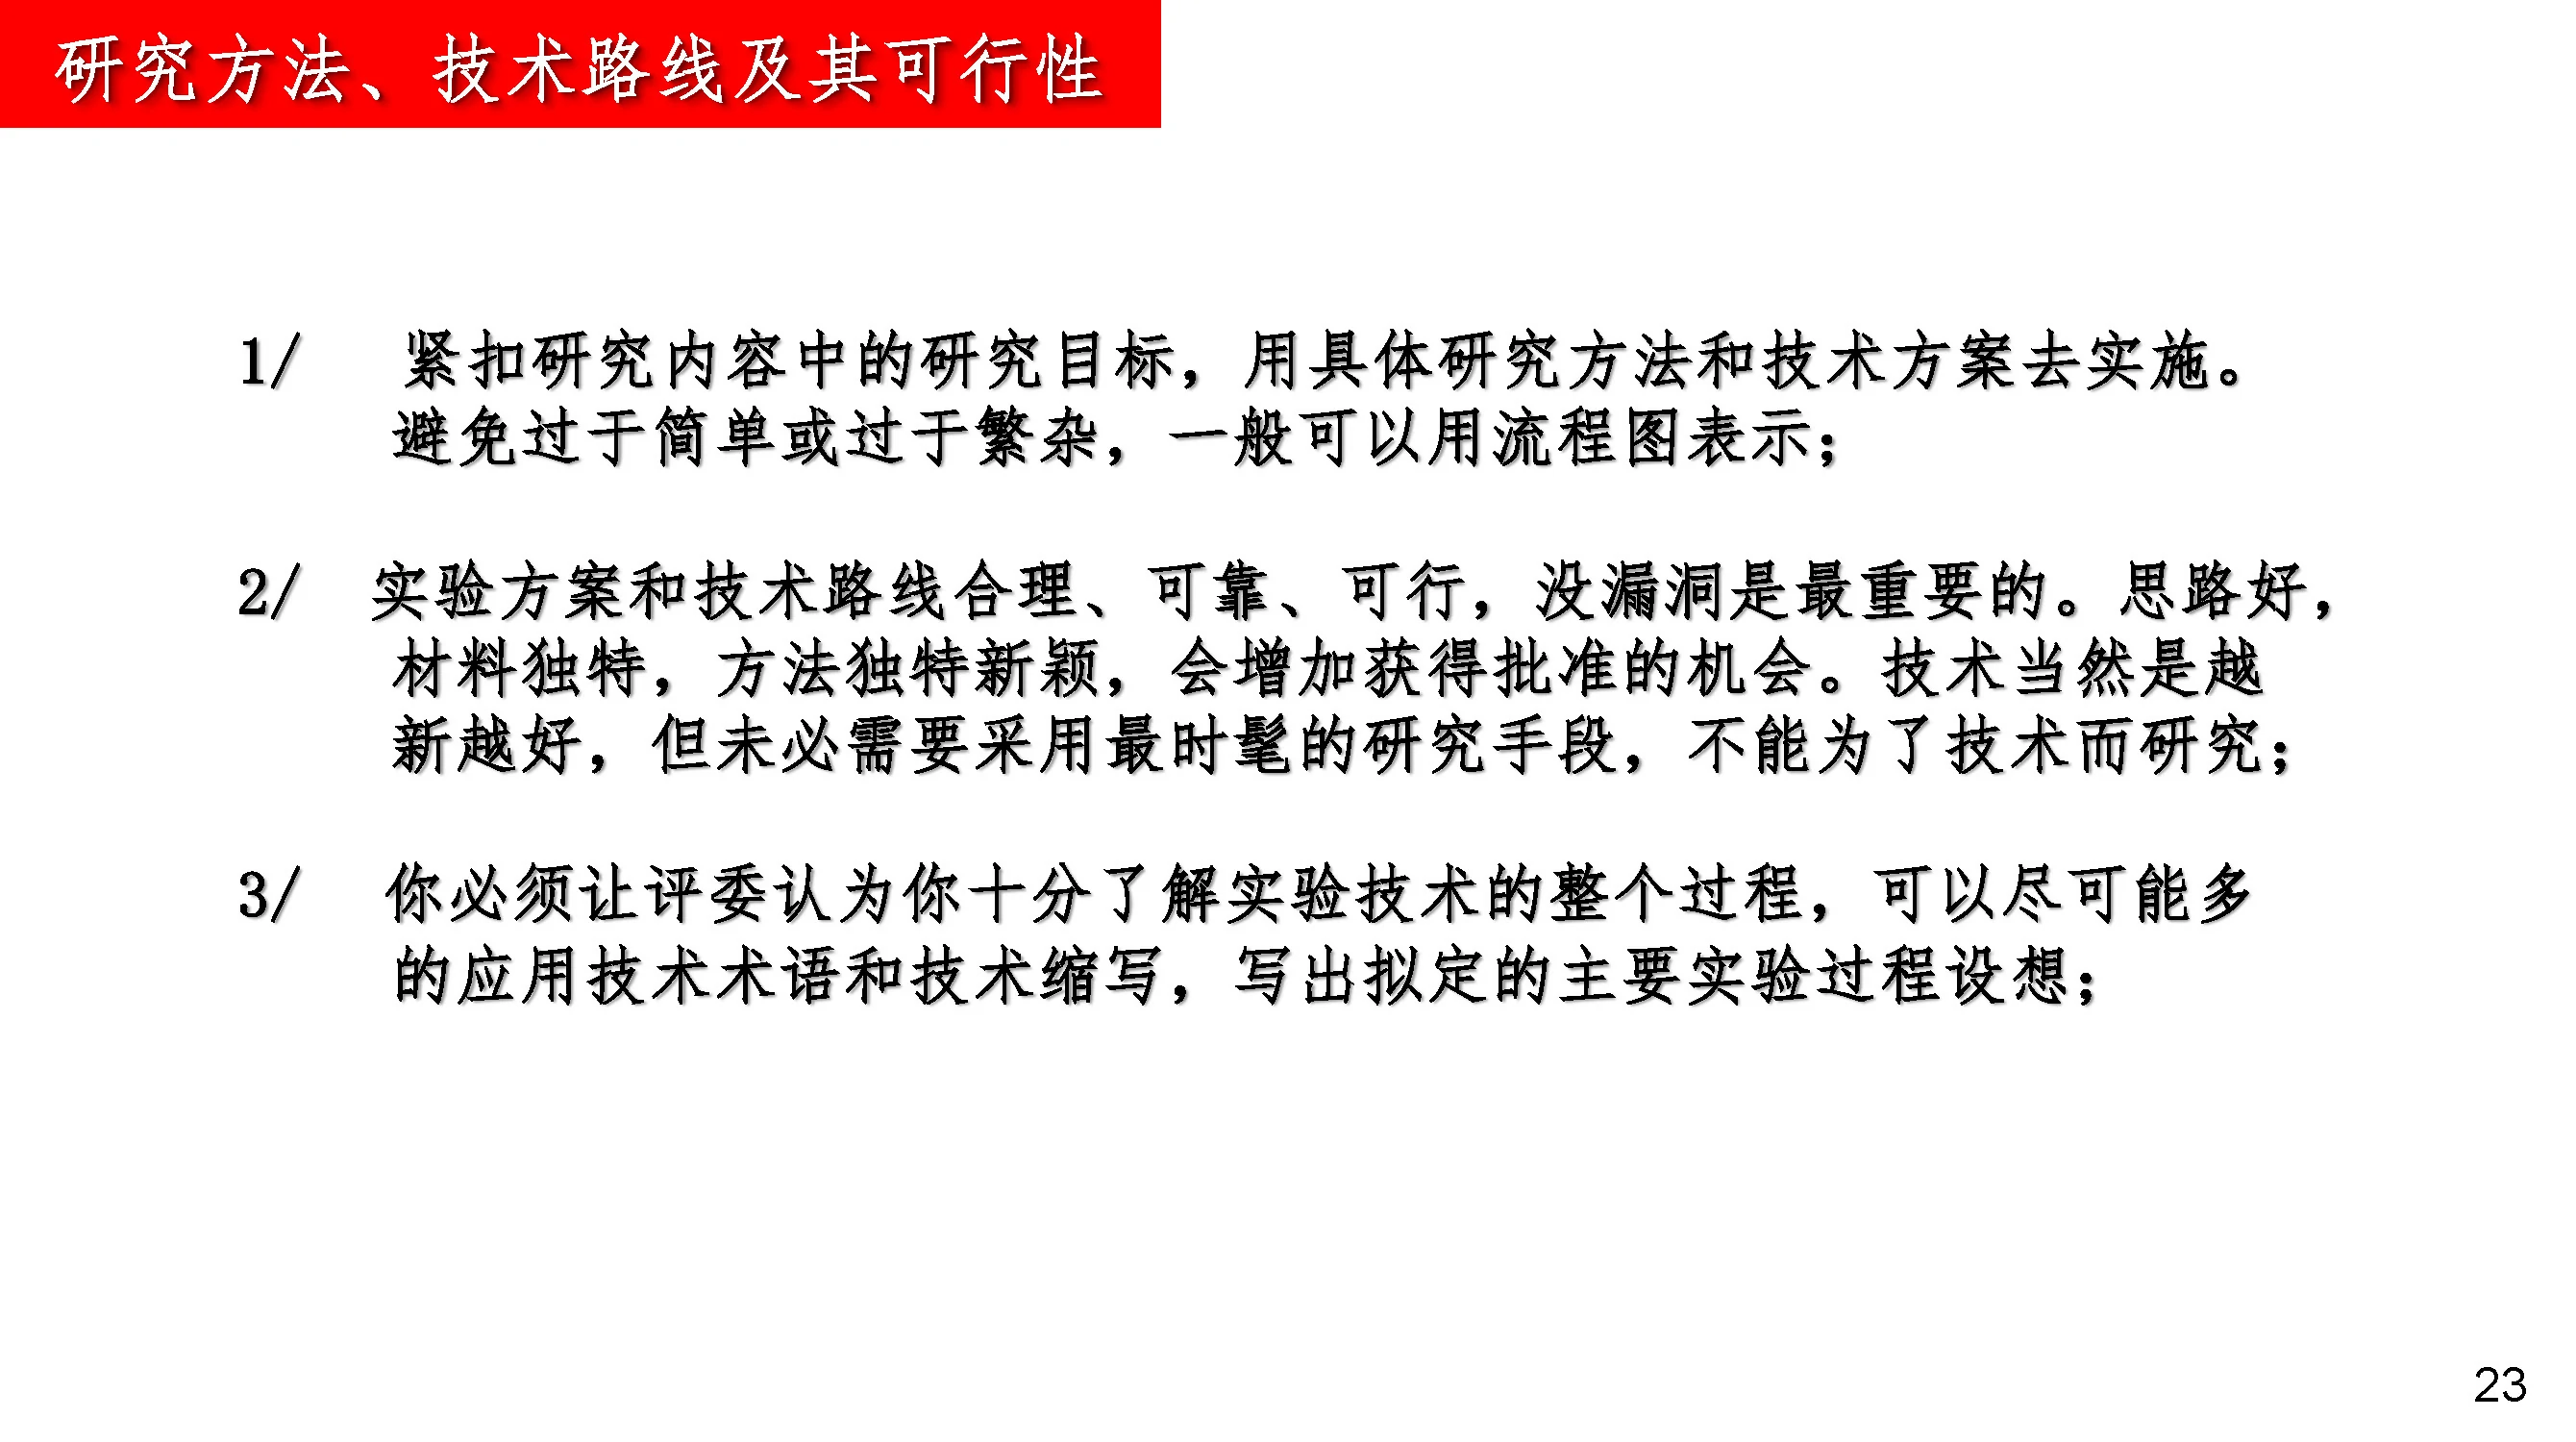 研究方法、技术路线及其可行性
1/ 紧扣研究内容中的研究目标，用具体研究方法和技术方案去实施。
避免过于简单或过于繁杂，一般可以用流程图表示；
2/ 实验方案和技术路线合理、可靠、可行，没漏洞是最重要的。思路好，
材料独特，方法独特新颖，会增加获得批准的机会。技术当然是越
新越好，但未必需要采用最时髦的研究手段，不能为了技术而研究；
3/ 你必须让评委认为你十分了解实验技术的整个过程，可以尽可能多
的应用技术术语和技术缩写，写出拟定的主要实验过程设想；
23